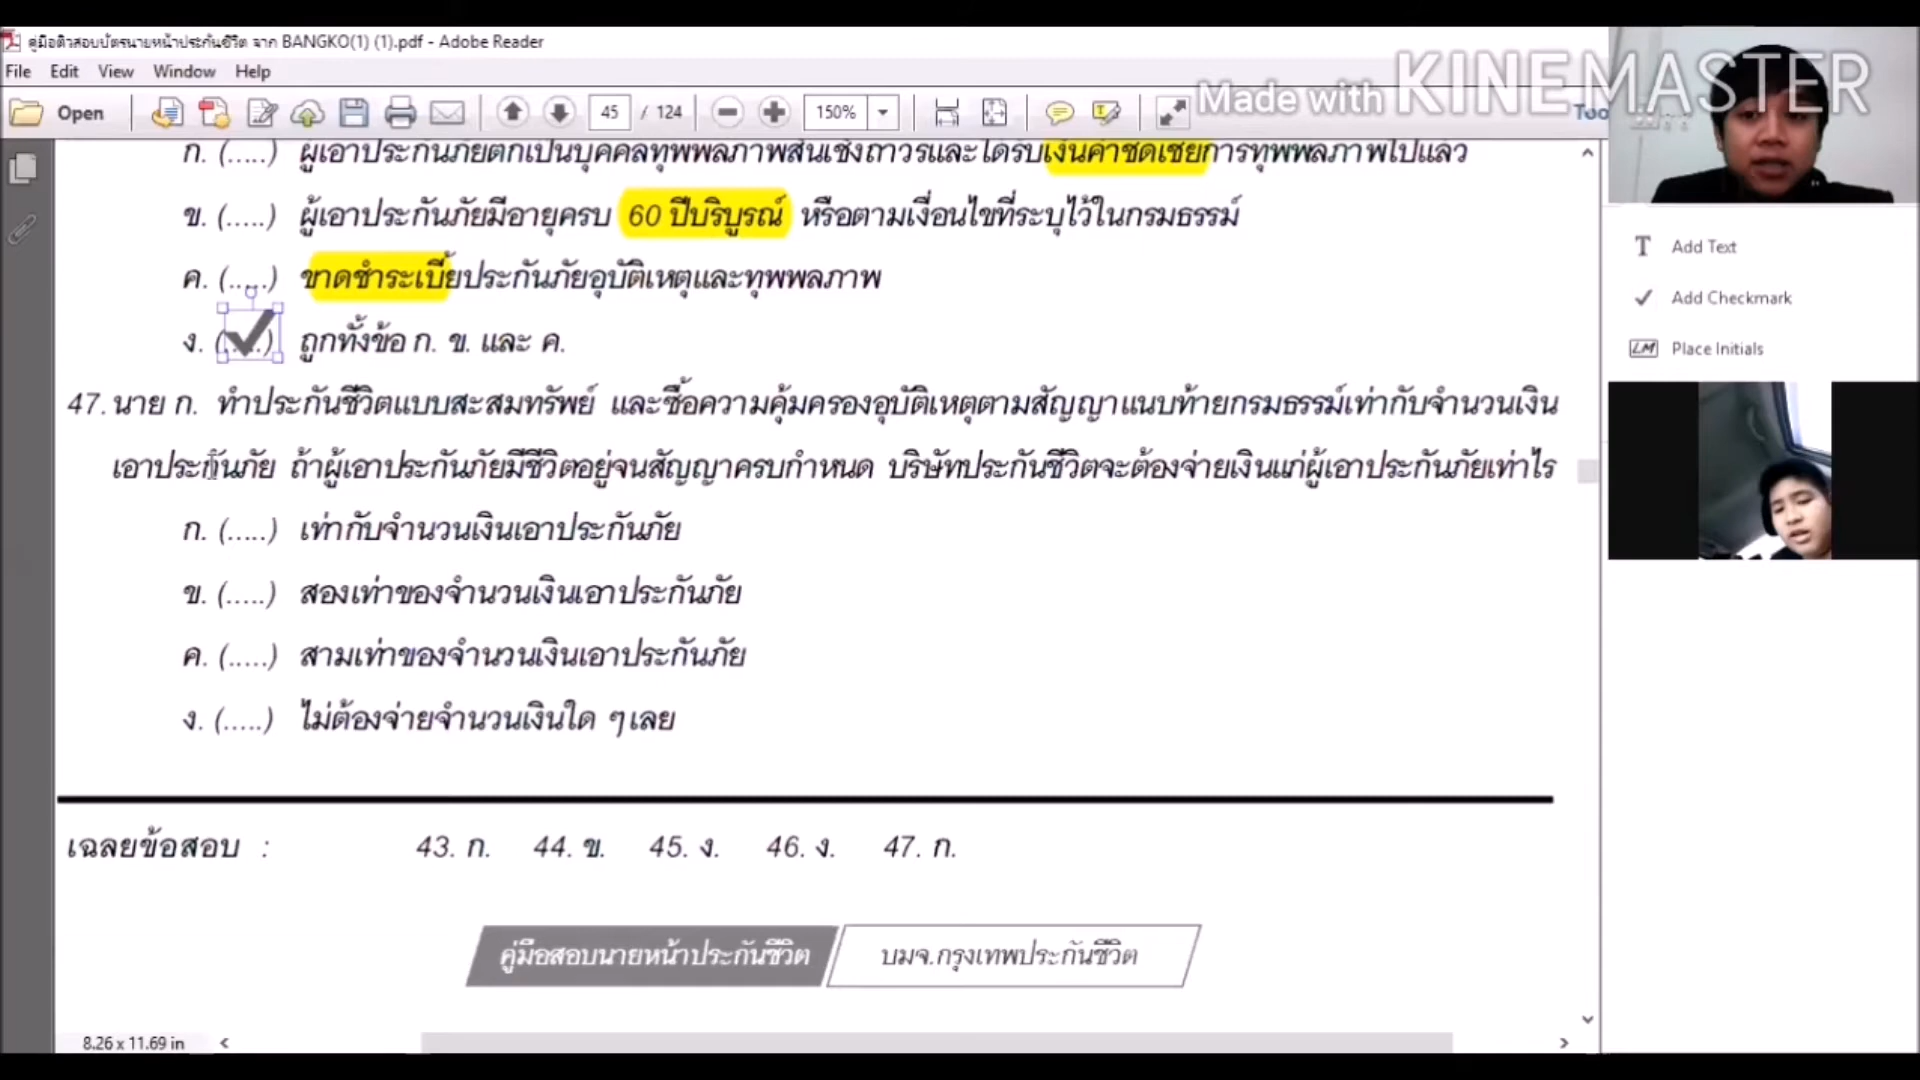 คู่มือติวสอบบัตรนายหน้าประกันชีวิต จาก BANGKO(1) (1).pdf - Adobe Reader
File Edit View Window Help
Open 45 / 124 150%
Made with KINEMASTER
ก. (.....) ผู้เอาประกันภัยตกเป็นบุคคลทุพพลภาพสิ้นเชิงถาวรและได้รับเงินค่าชดเชยการทุพพลภาพไปแล้ว
ข. (.....) ผู้เอาประกันภัยมีอายุครบ 60 ปีบริบูรณ์ หรือตามเงื่อนไขที่ระบุไว้ในกรมธรรม์
ค. (.....) ขาดชำระเบี้ยประกันภัยอุบัติเหตุและทุพพลภาพ
ง. (.....) ถูกทั้งข้อ ก. ข. และ ค.
47. นาย ก. ทำประกันชีวิตแบบสะสมทรัพย์ และซื้อความคุ้มครองอุบัติเหตุตามสัญญาแนบท้ายกรมธรรม์เท่ากับจำนวนเงิน
เอาประกันภัย ถ้าผู้เอาประกันภัยมีชีวิตอยู่จนสัญญาครบกำหนด บริษัทประกันชีวิตจะต้องจ่ายเงินแก่ผู้เอาประกันภัยเท่าไร
ก. (.....) เท่ากับจำนวนเงินเอาประกันภัย
ข. (.....) สองเท่าของจำนวนเงินเอาประกันภัย
ค. (.....) สามเท่าของจำนวนเงินเอาประกันภัย
ง. (.....) ไม่ต้องจ่ายจำนวนเงินใด ๆ เลย
เฉลยข้อสอบ : 43. ก. 44. ข. 45. ง. 46. ง. 47. ก.
คู่มือสอบนายหน้าประกันชีวิต บมจ.กรุงเทพประกันชีวิต
8.26 x 11.69 in
Add Text
Add Checkmark
Place Initials